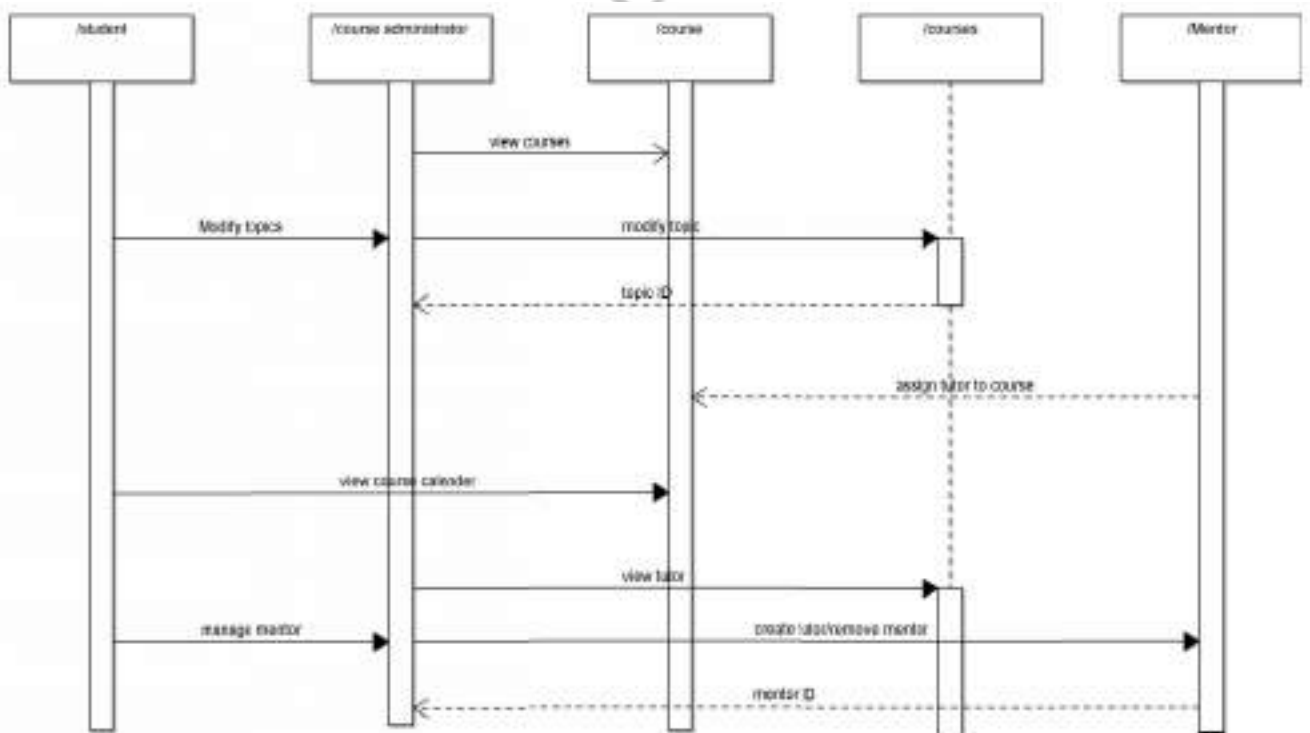 /student
/course administrator
/course
/courses
/Mentor
view courses
Modify topics
modify topic
topic ID
assign tutor to course
view course calender
view tutor
manage mentor
create tutor/remove mentor
mentor ID